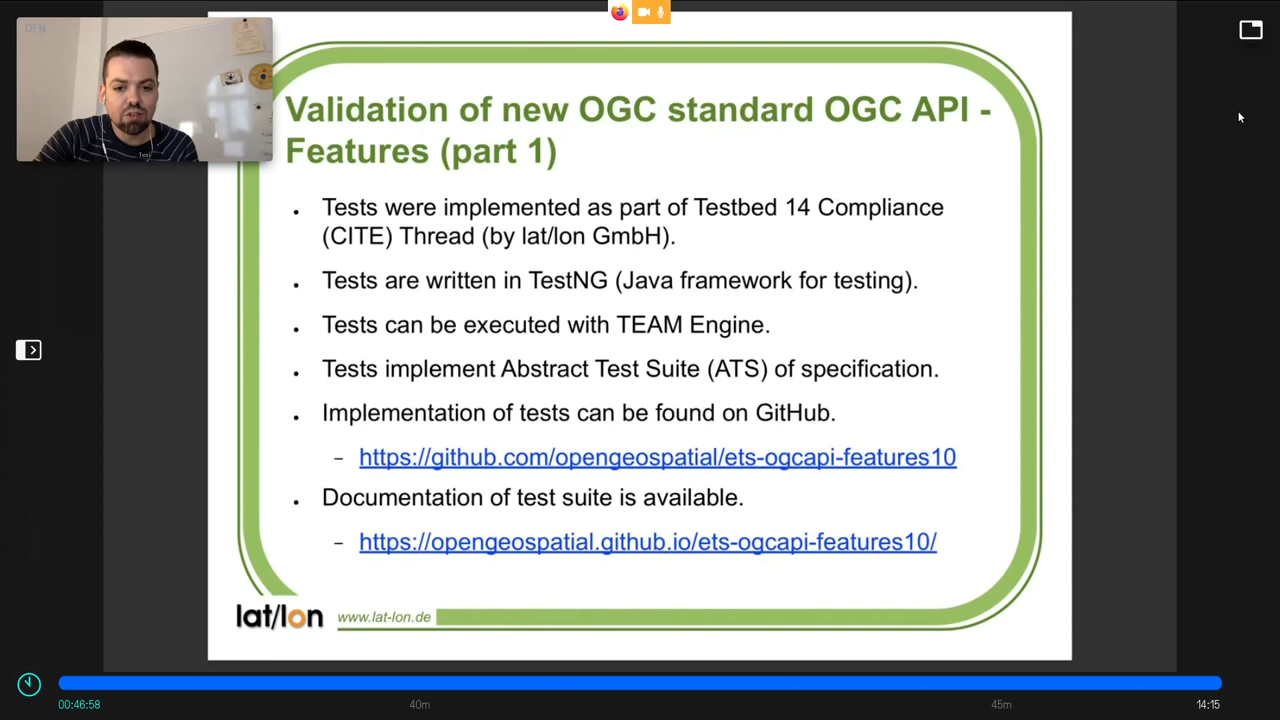 DFN
Test
Validation of new OGC standard OGC API -
Features (part 1)
• Tests were implemented as part of Testbed 14 Compliance
(CITE) Thread (by lat/lon GmbH).
• Tests are written in TestNG (Java framework for testing).
• Tests can be executed with TEAM Engine.
• Tests implement Abstract Test Suite (ATS) of specification.
• Implementation of tests can be found on GitHub.
– https://github.com/opengeospatial/ets-ogcapi-features10
• Documentation of test suite is available.
– https://opengeospatial.github.io/ets-ogcapi-features10/
lat/lon www.lat-lon.de
00:46:58 40m 45m 14:15